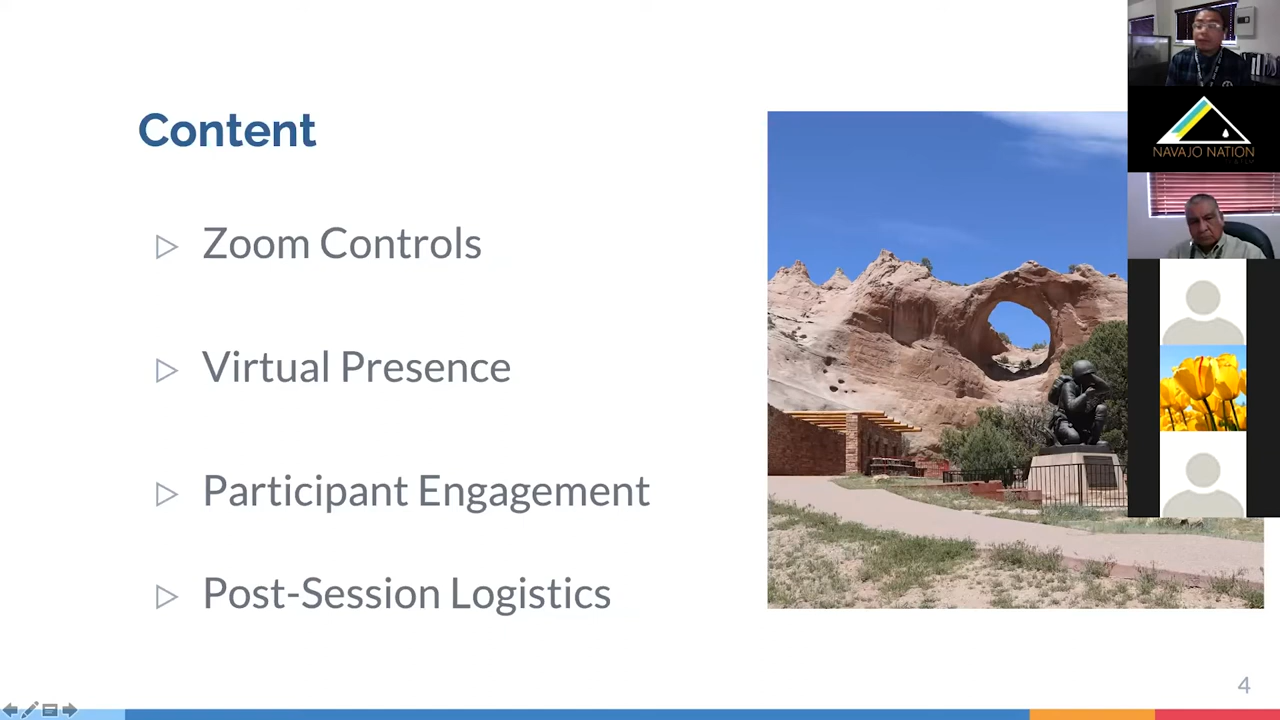 Content
Zoom Controls
Virtual Presence
Participant Engagement
Post-Session Logistics
NAVAJO NATION
4